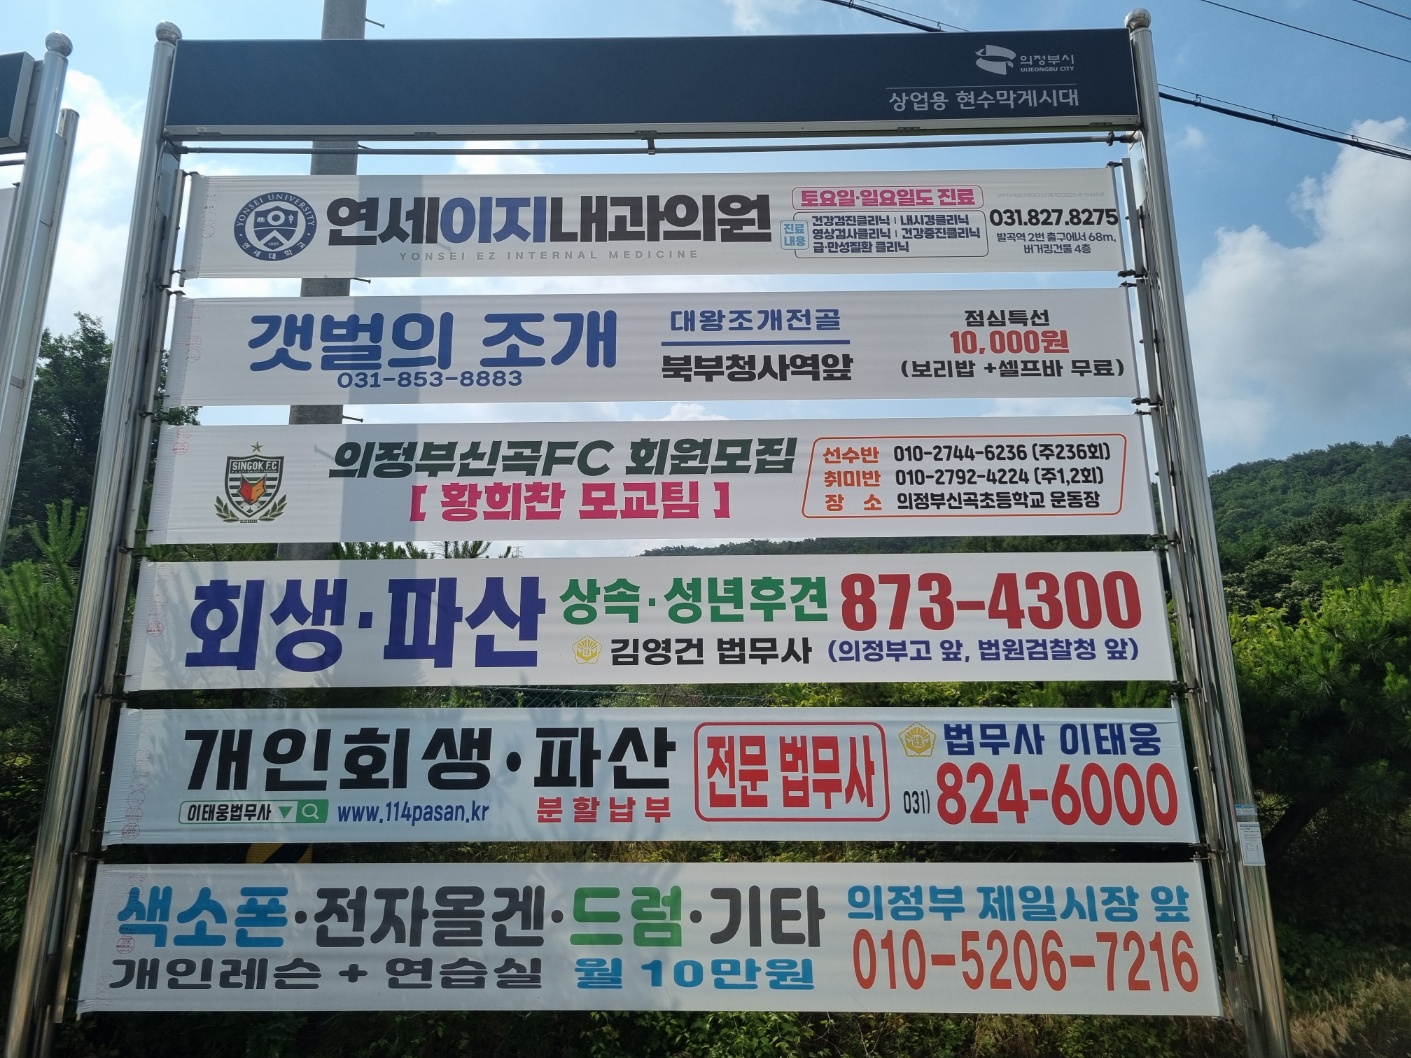 의정부시
UIJEONGBU CITY
상업용 현수막게시대
YONSEI UNIVERSITY
연세대학교
연세이지내과의원
YONSEI EZ INTERNAL MEDICINE
토요일·일요일도 진료
진료내용
건강검진클리닉 | 내시경클리닉
영상검사클리닉 | 건강증진클리닉
급·만성질환 클리닉
031.827.8275
발곡역 2번 출구에서 68m,
버거킹건물 4층
갯벌의 조개
031-853-8883
대왕조개전골
북부청사역앞
점심특선
10,000원
(보리밥 +셀프바 무료)
SINGOK F.C
의정부신곡FC 회원모집
[ 황희찬 모교팀 ]
선수반 010-2744-6236 (주236회)
취미반 010-2792-4224 (주1,2회)
장 소 의정부신곡초등학교 운동장
회생·파산
상속·성년후견
873-4300
김영건 법무사 (의정부고 앞, 법원검찰청 앞)
개인회생·파산
이태웅법무사
www.114pasan.kr
분할납부
전문 법무사
법무사 이태웅
031) 824-6000
색소폰·전자올겐·드럼·기타
개인레슨 + 연습실 월 10만원
의정부 제일시장 앞
010-5206-7216